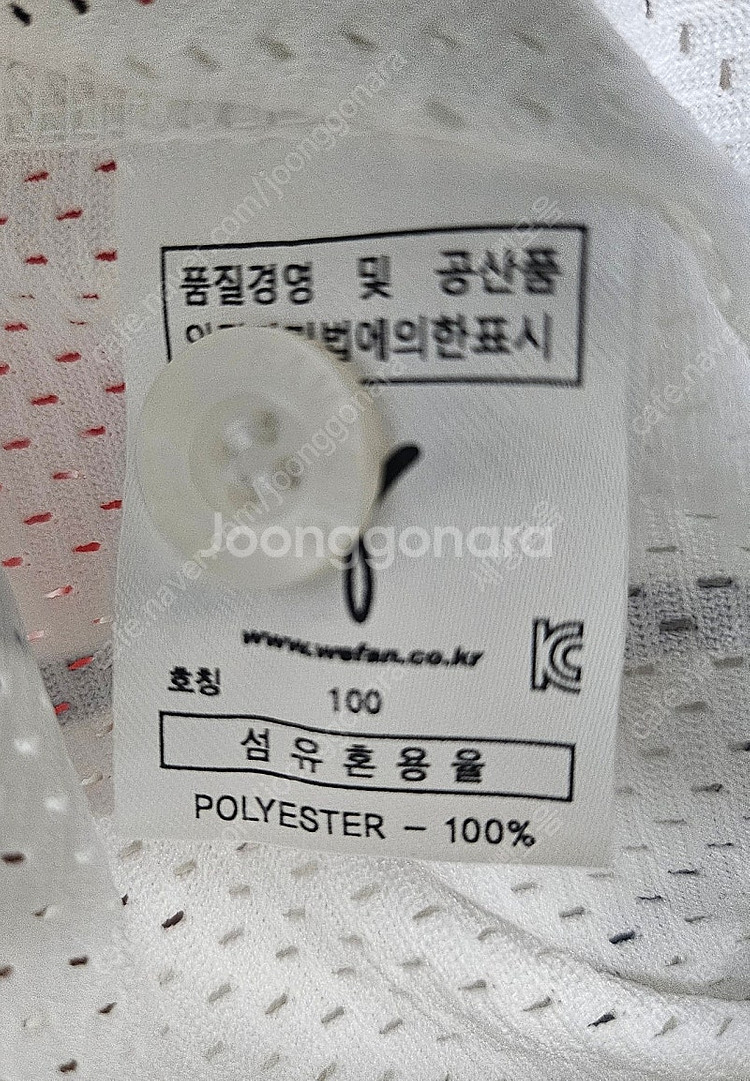 품질경영 및 공산품
법에의한표시
Joonggonara
www.wefan.co.kr
호칭 100
섬유혼용율
POLYESTER - 100%